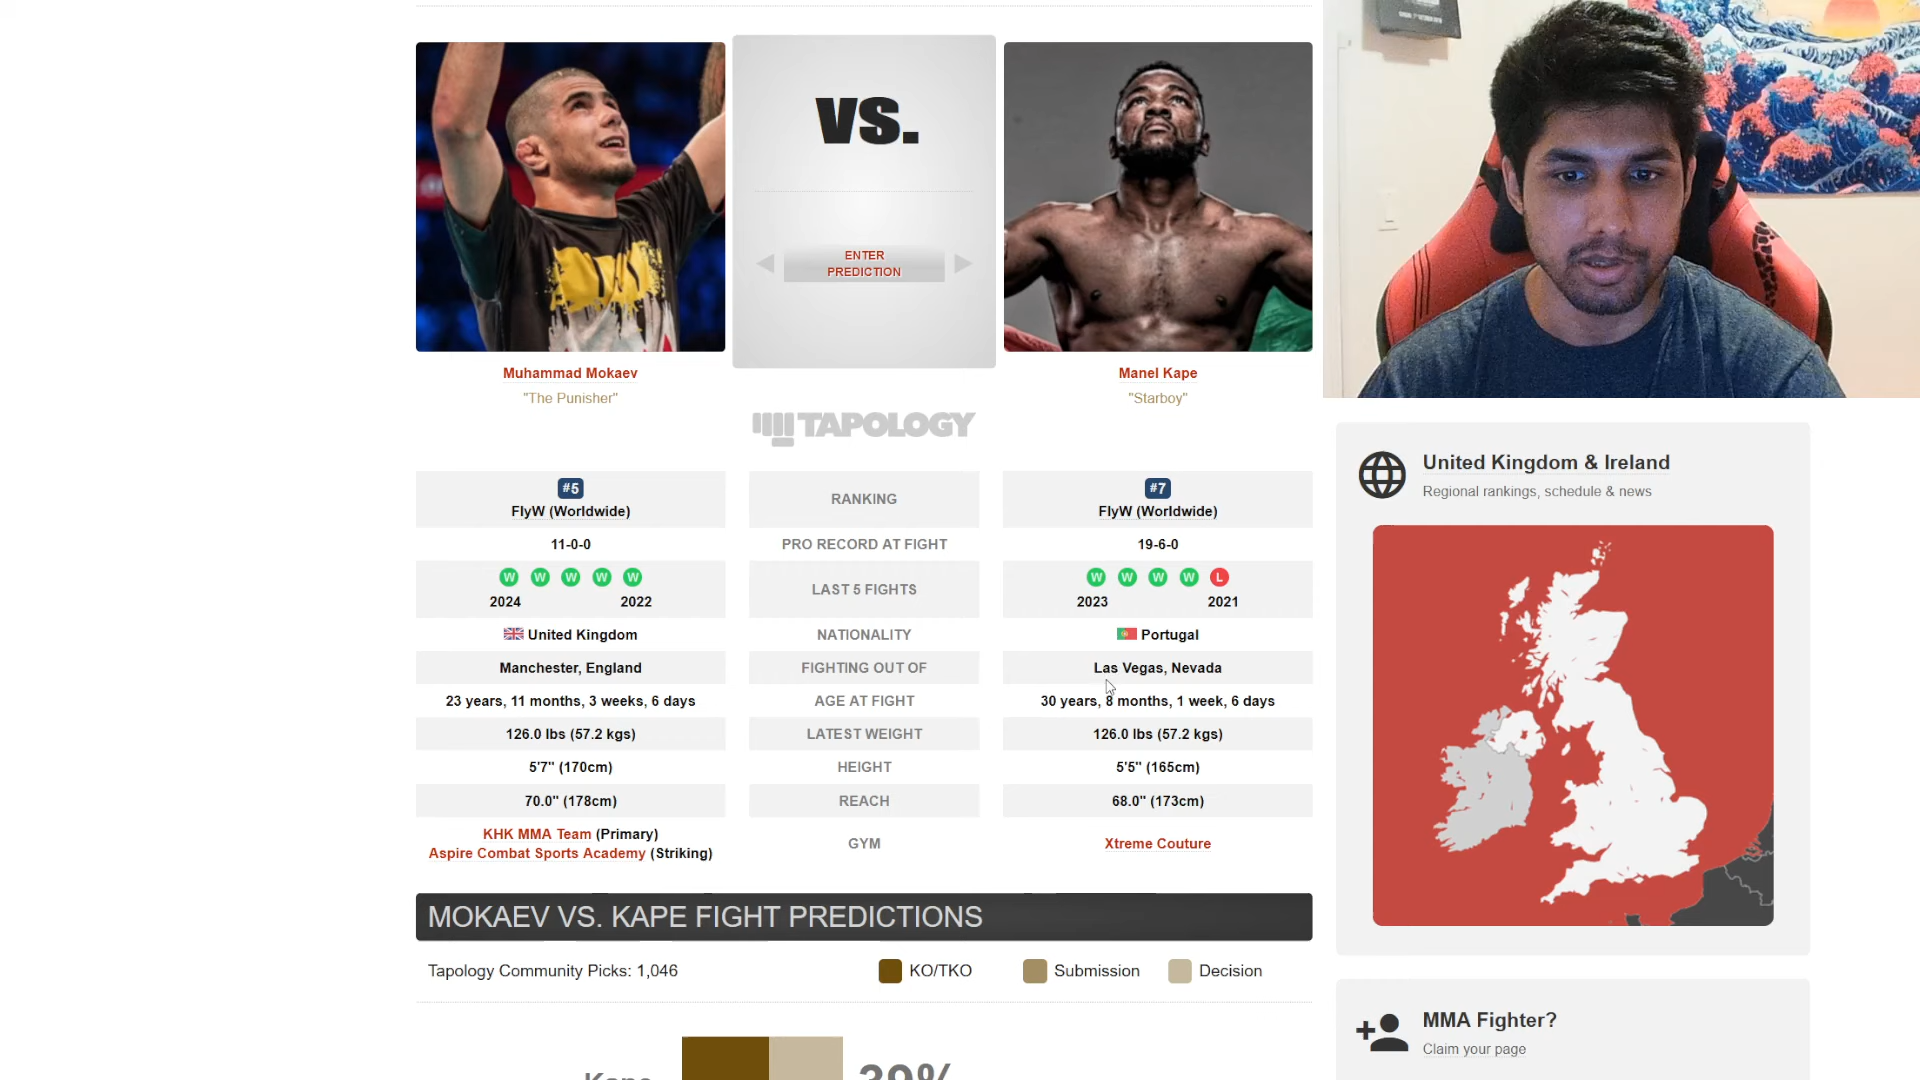 VS.
ENTER
PREDICTION
Muhammad Mokaev
"The Punisher"
Manel Kape
"Starboy"
TAPOLOGY
#5
FlyW (Worldwide)
RANKING
#7
FlyW (Worldwide)
11-0-0
PRO RECORD AT FIGHT
19-6-0
W W W W W
2024 2022
LAST 5 FIGHTS
W W W W L
2023 2021
United Kingdom
NATIONALITY
Portugal
Manchester, England
FIGHTING OUT OF
Las Vegas, Nevada
23 years, 11 months, 3 weeks, 6 days
AGE AT FIGHT
30 years, 8 months, 1 week, 6 days
126.0 lbs (57.2 kgs)
LATEST WEIGHT
126.0 lbs (57.2 kgs)
5'7" (170cm)
HEIGHT
5'5" (165cm)
70.0" (178cm)
REACH
68.0" (173cm)
KHK MMA Team (Primary)
Aspire Combat Sports Academy (Striking)
GYM
Xtreme Couture
MOKAEV VS. KAPE FIGHT PREDICTIONS
Tapology Community Picks: 1,046
KO/TKO
Submission
Decision
Kape
39%
United Kingdom & Ireland
Regional rankings, schedule & news
MMA Fighter?
Claim your page